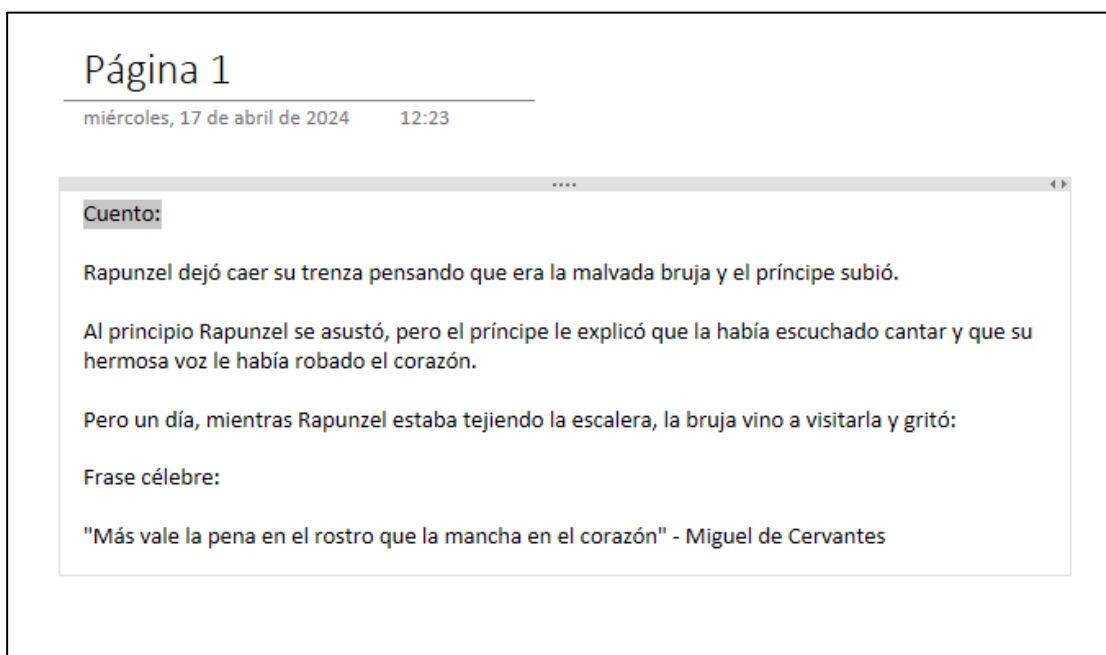 Página 1
miércoles, 17 de abril de 2024 12:23
Cuento:
Rapunzel dejó caer su trenza pensando que era la malvada bruja y el príncipe subió.
Al principio Rapunzel se asustó, pero el príncipe le explicó que la había escuchado cantar y que su
hermosa voz le había robado el corazón.
Pero un día, mientras Rapunzel estaba tejiendo la escalera, la bruja vino a visitarla y gritó:
Frase célebre:
"Más vale la pena en el rostro que la mancha en el corazón" - Miguel de Cervantes